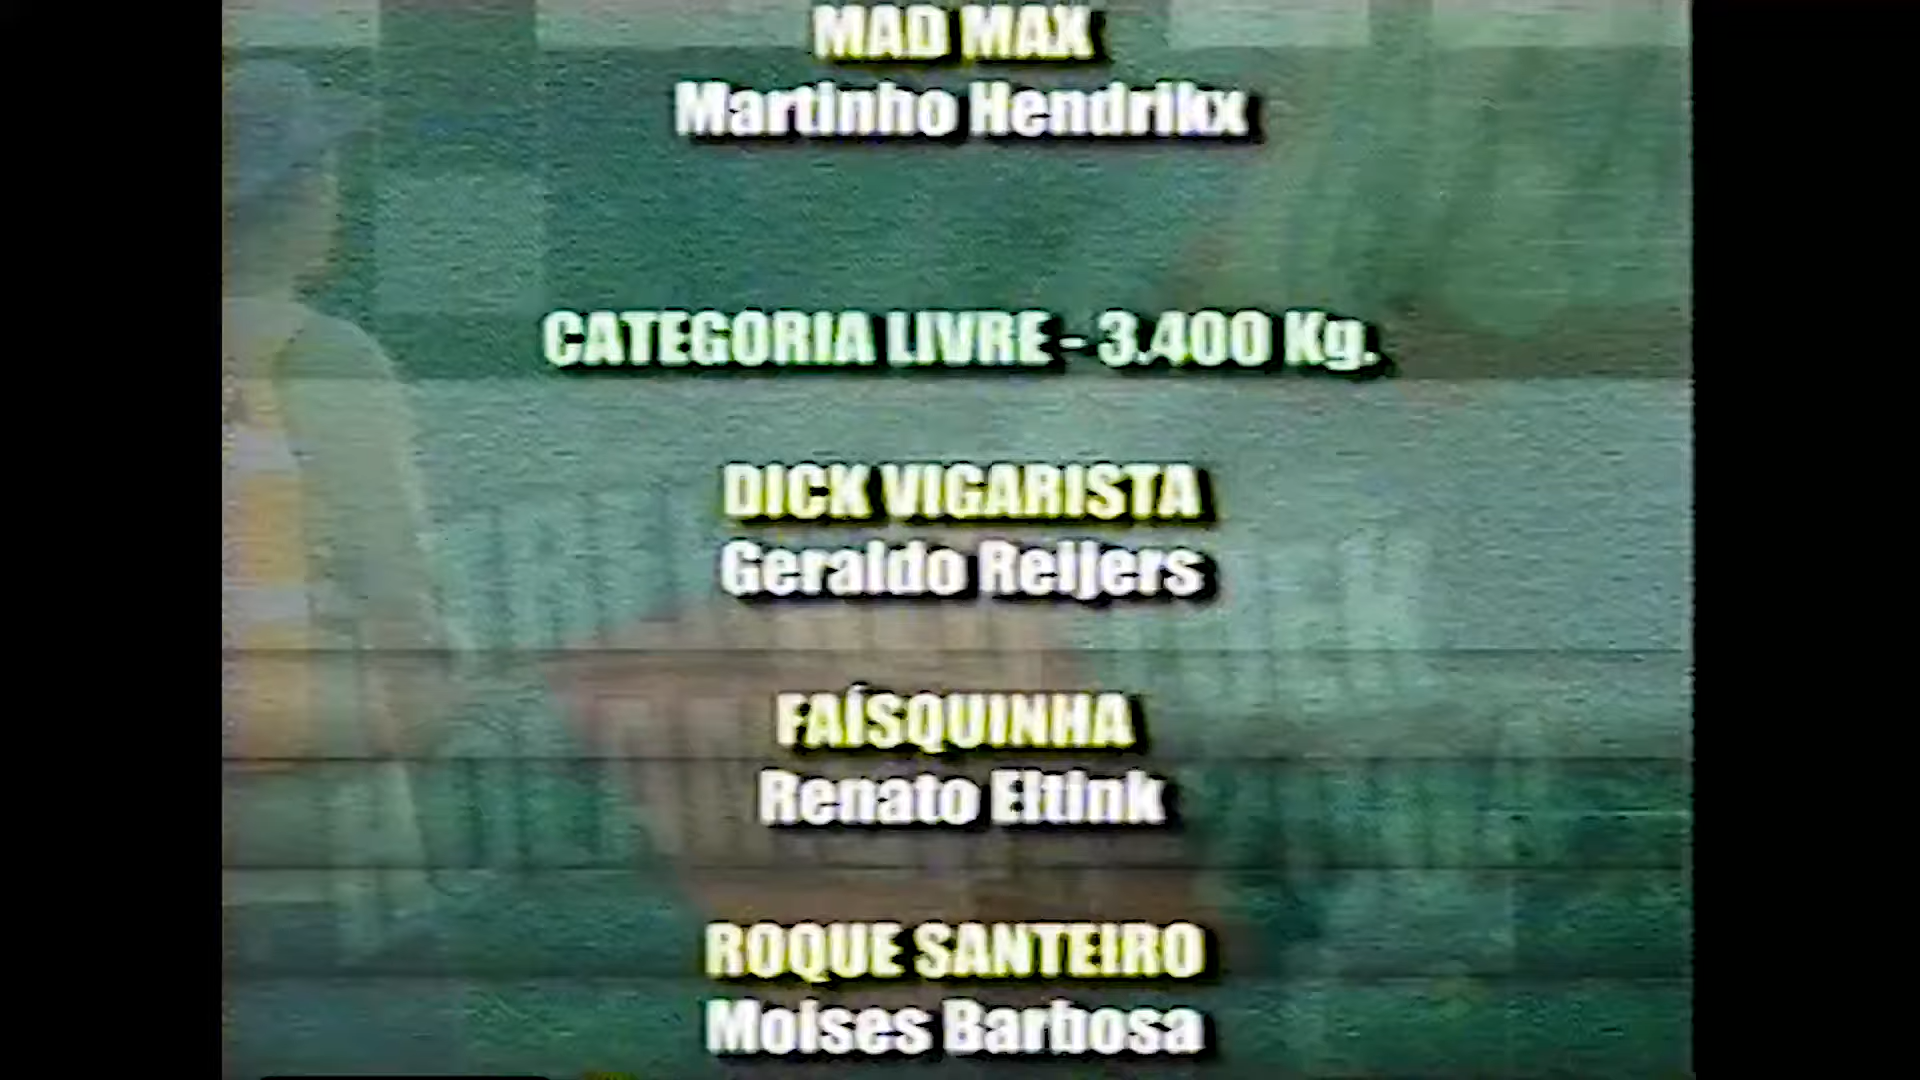 MAD MAX
Martinho Hendrikx
CATEGORIA LIVRE - 3.400 Kg.
DICK VIGARISTA
Geraldo Reijers
FAÍSQUINHA
Renato Eltink
ROQUE SANTEIRO
Moises Barbosa